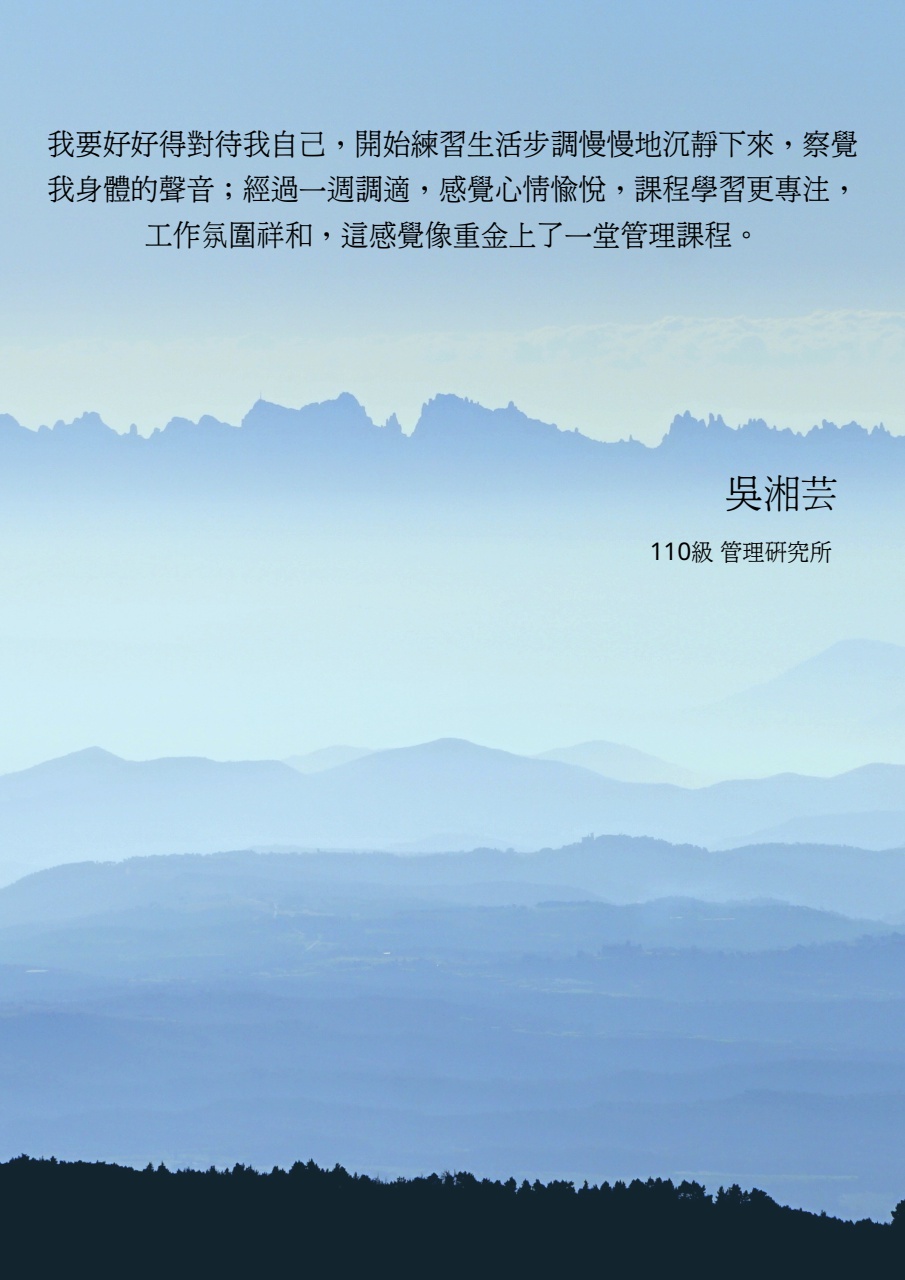 我要好好得對待我自己，開始練習生活步調慢慢地沉靜下來，察覺
我身體的聲音；經過一週調適，感覺心情愉悅，課程學習更專注，
工作氛圍祥和，這感覺像重金上了一堂管理課程。
吳湘芸
110級 管理研究所